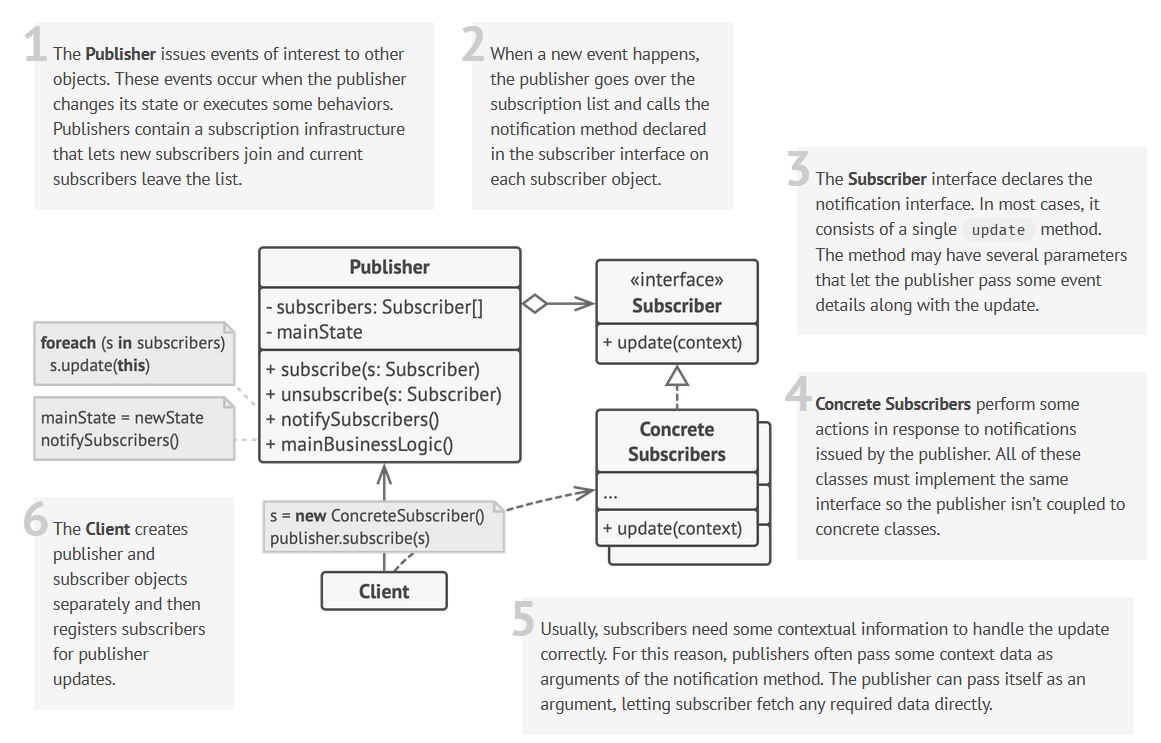 1
The Publisher issues events of interest to other
objects. These events occur when the publisher
changes its state or executes some behaviors.
Publishers contain a subscription infrastructure
that lets new subscribers join and current
subscribers leave the list.
2
When a new event happens,
the publisher goes over the
subscription list and calls the
notification method declared
in the subscriber interface on
each subscriber object.
3
The Subscriber interface declares the
notification interface. In most cases, it
consists of a single update method.
The method may have several parameters
that let the publisher pass some event
details along with the update.
Publisher
- subscribers: Subscriber[]
- mainState
+ subscribe(s: Subscriber)
+ unsubscribe(s: Subscriber)
+ notifySubscribers()
+ mainBusinessLogic()
«interface»
Subscriber
+ update(context)
foreach (s in subscribers)
s.update(this)
mainState = newState
notifySubscribers()
4
Concrete Subscribers perform some
actions in response to notifications
issued by the publisher. All of these
classes must implement the same
interface so the publisher isn’t coupled to
concrete classes.
Concrete
Subscribers
...
+ update(context)
s = new ConcreteSubscriber()
publisher.subscribe(s)
Client
6
The Client creates
publisher and
subscriber objects
separately and then
registers subscribers
for publisher
updates.
5
Usually, subscribers need some contextual information to handle the update
correctly. For this reason, publishers often pass some context data as
arguments of the notification method. The publisher can pass itself as an
argument, letting subscriber fetch any required data directly.